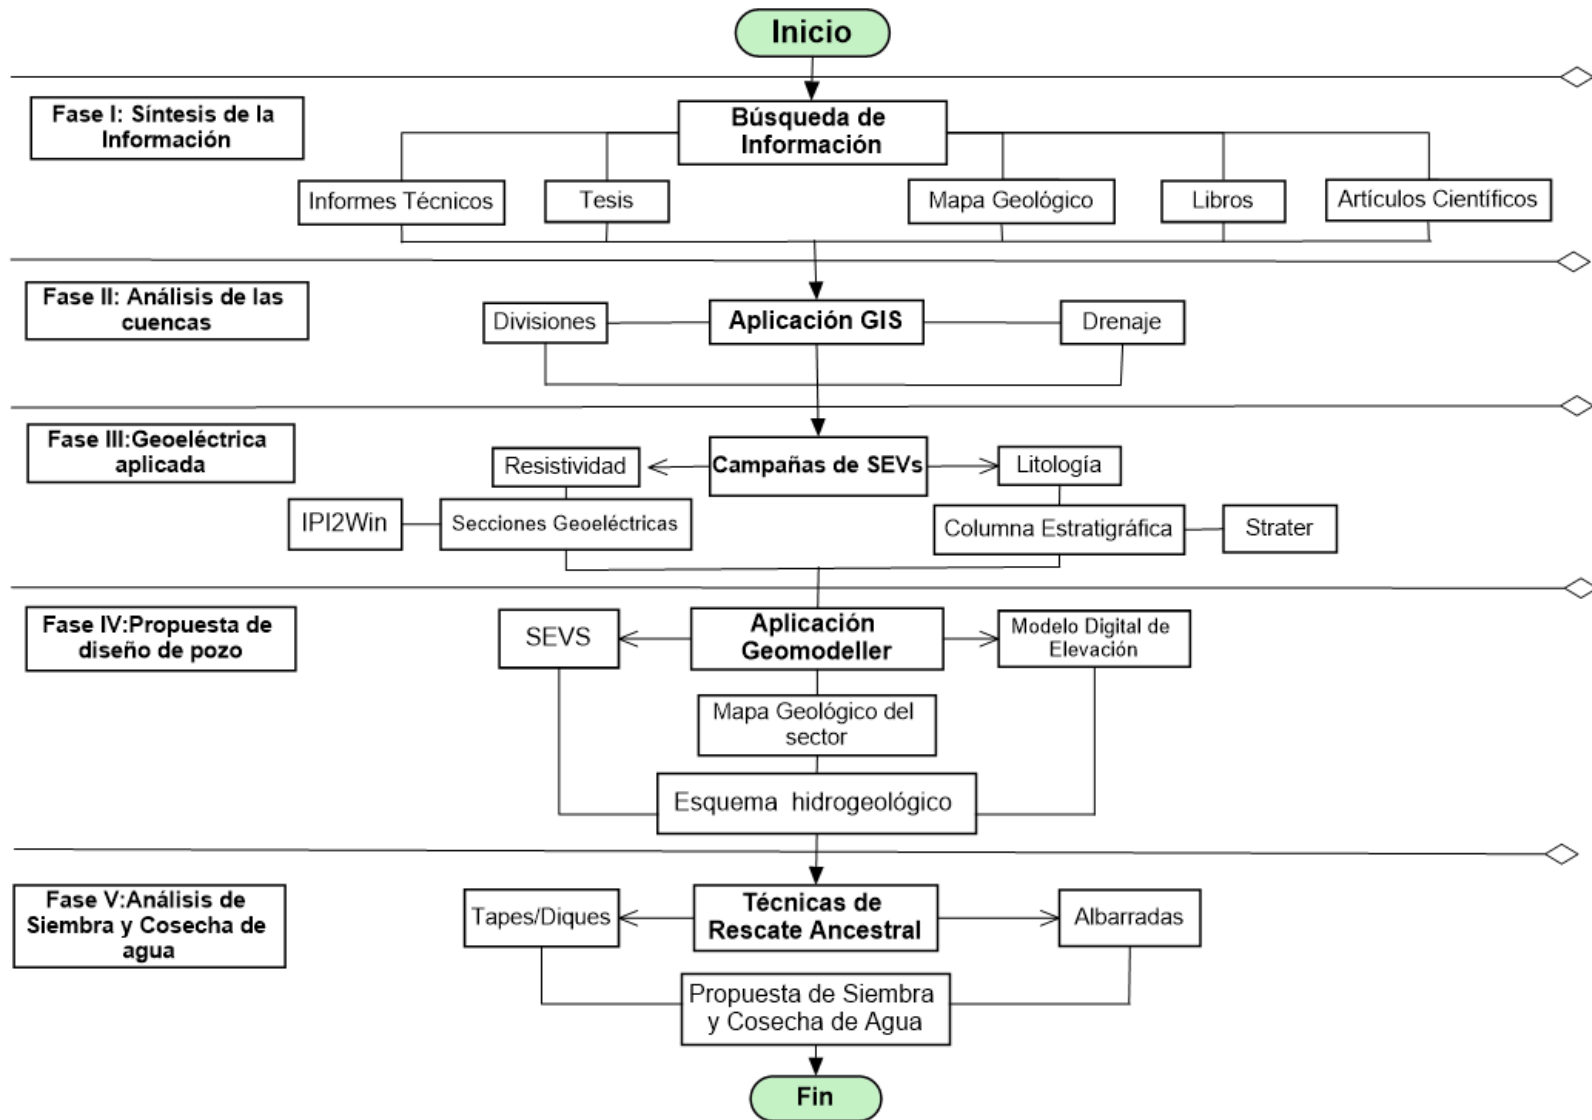 Inicio
Fase I: Síntesis de la
Información
Búsqueda de
Información
Informes Técnicos
Tesis
Mapa Geológico
Libros
Artículos Científicos
Fase II: Análisis de las
cuencas
Divisiones
Aplicación GIS
Drenaje
Fase III:Geoeléctrica
aplicada
Resistividad
Campañas de SEVs
Litología
IPI2Win
Secciones Geoeléctricas
Columna Estratigráfica
Strater
Fase IV:Propuesta de
diseño de pozo
SEVS
Aplicación
Geomodeller
Modelo Digital de
Elevación
Mapa Geológico del
sector
Esquema hidrogeológico
Fase V:Análisis de
Siembra y Cosecha de
agua
Tapes/Diques
Técnicas de
Rescate Ancestral
Albarradas
Propuesta de Siembra
y Cosecha de Agua
Fin